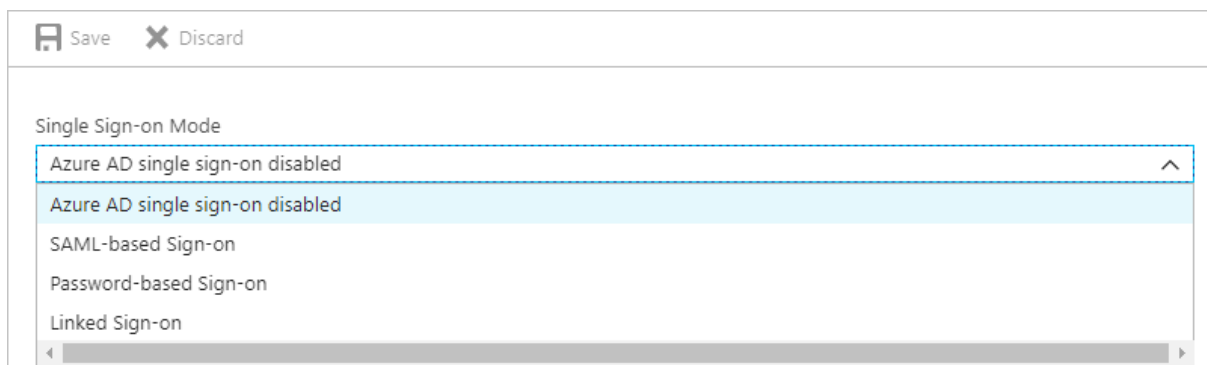 Save Discard
Single Sign-on Mode
Azure AD single sign-on disabled
Azure AD single sign-on disabled
SAML-based Sign-on
Password-based Sign-on
Linked Sign-on